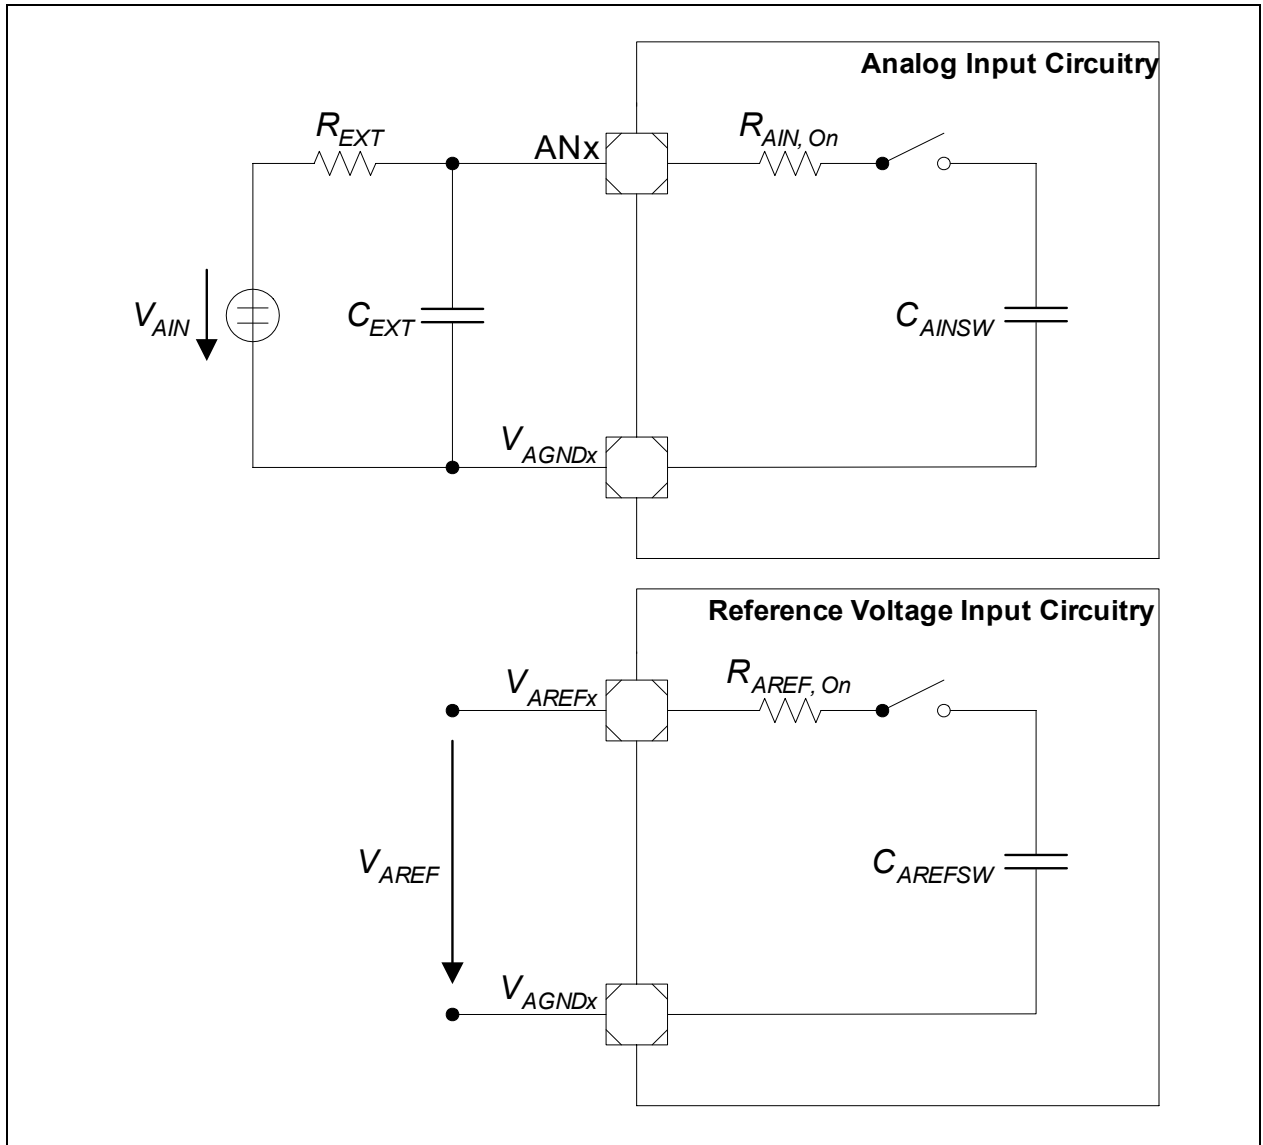 Analog Input Circuitry
R_EXT
ANx
R_AIN, On
V_AIN
C_EXT
C_AINSW
V_AGNDx
Reference Voltage Input Circuitry
V_AREFx
R_AREF, On
V_AREF
C_AREFSW
V_AGNDx